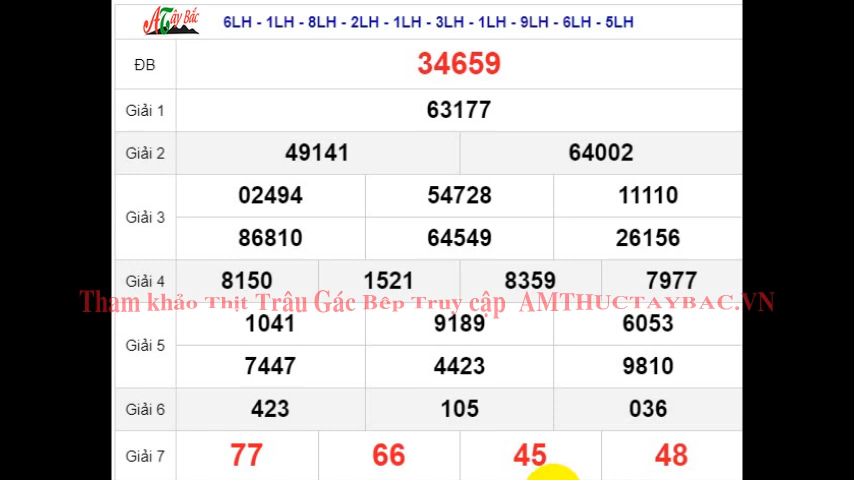 ATây Bắc
6LH - 1LH - 8LH - 2LH - 1LH - 3LH - 1LH - 9LH - 6LH - 5LH
ĐB 34659
Giải 1 63177
Giải 2 49141 64002
02494 54728 11110
Giải 3
86810 64549 26156
Giải 4 8150 1521 8359 7977
Tham khảo Thịt Trâu Gác Bếp Truy cập AMTHUCTAYBAC.VN
1041 9189 6053
Giải 5
7447 4423 9810
Giải 6 423 105 036
Giải 7 77 66 45 48